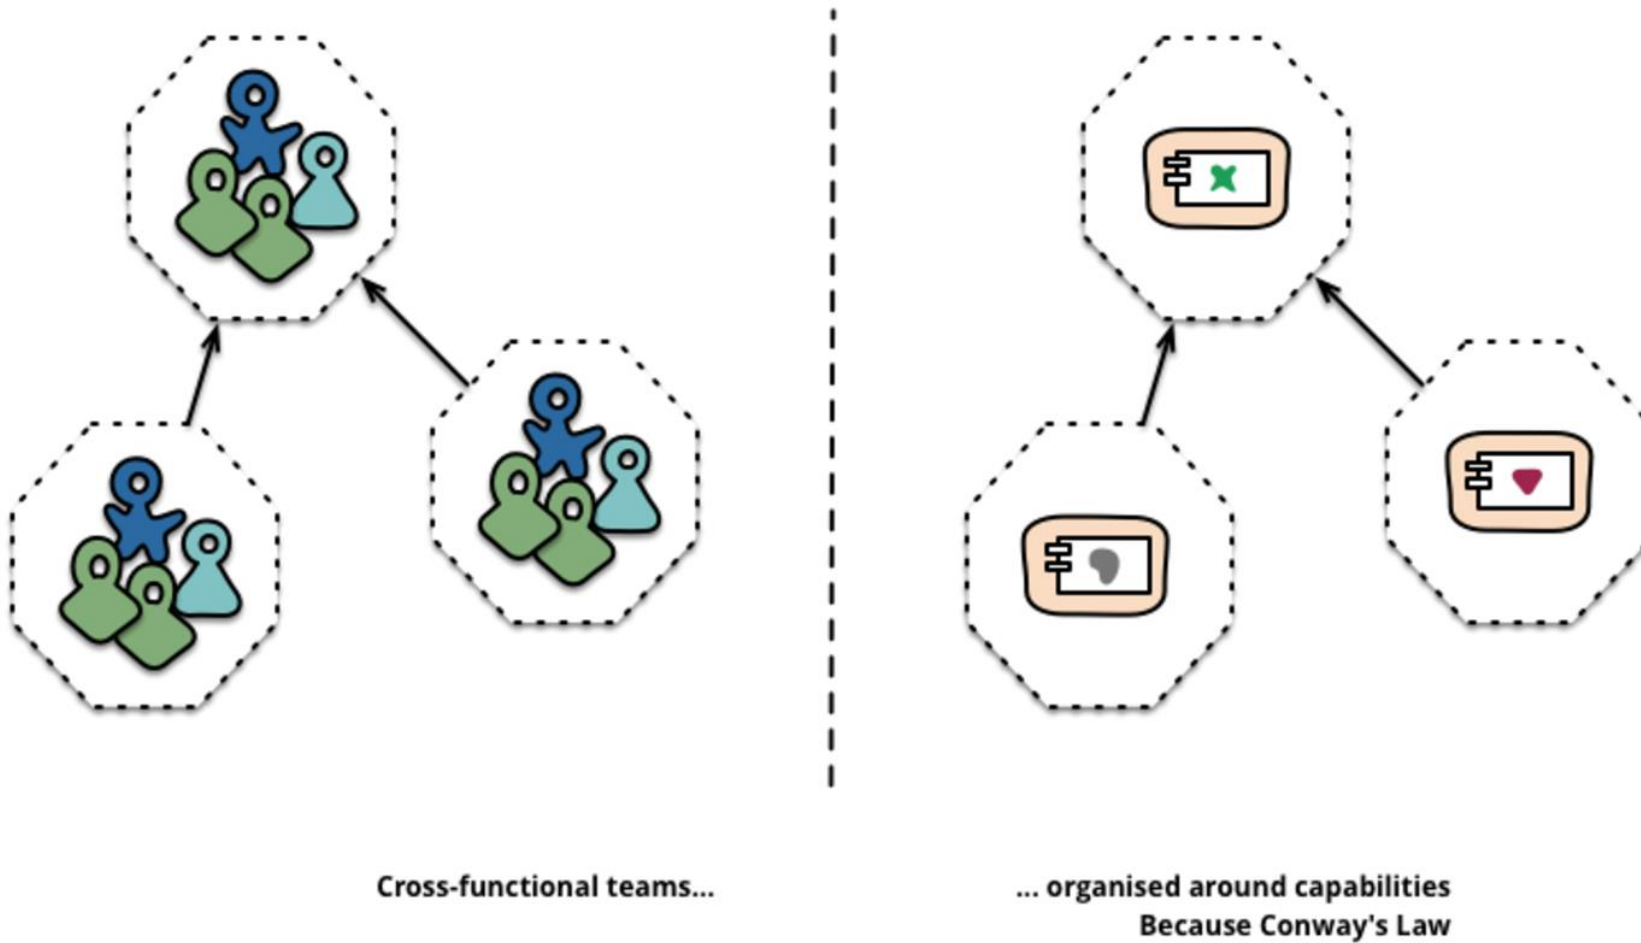 Cross-functional teams...
... organised around capabilities
Because Conway's Law